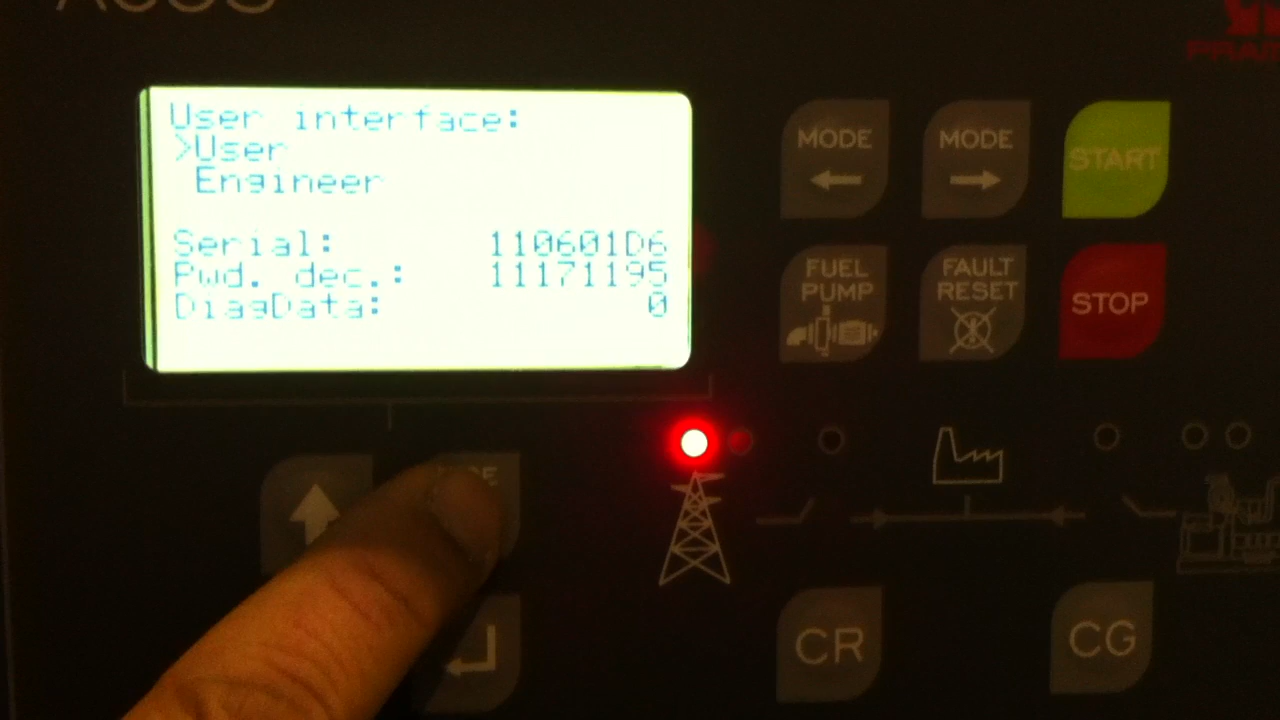 User interface:
>User
Engineer
Serial: 110601D6
Pwd. dec.: 11171195
DiagData: 0
MODE
MODE
START
FUEL
PUMP
FAULT
RESET
STOP
CR
CG